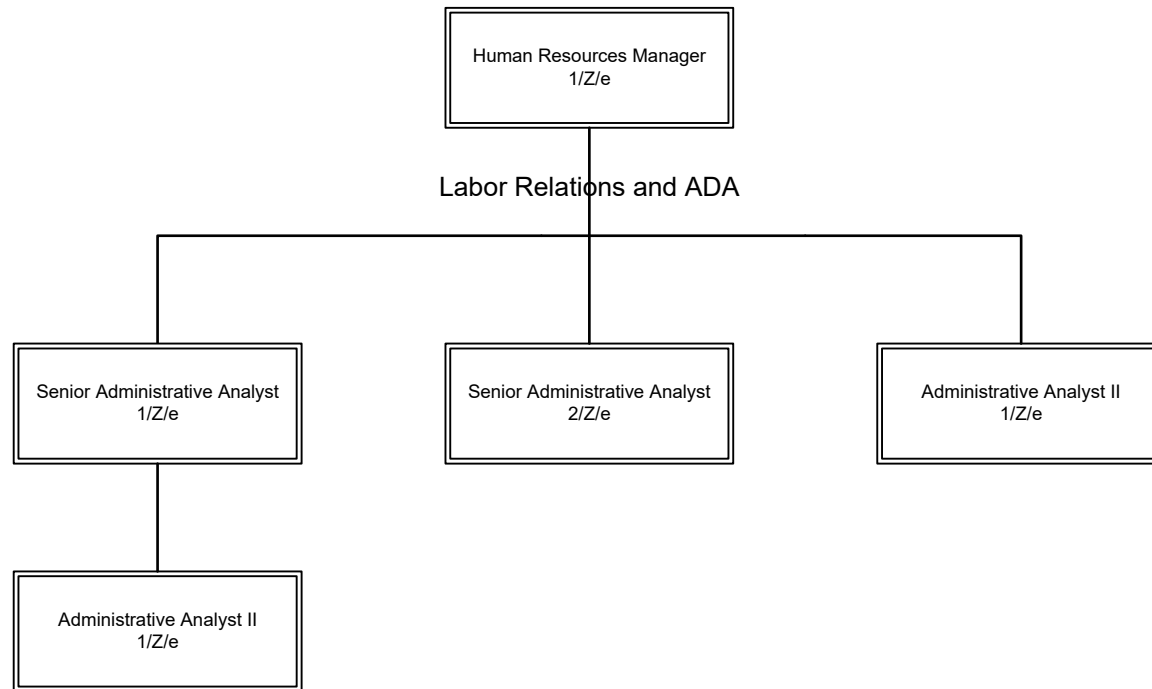 Human Resources Manager
1/Z/e
Labor Relations and ADA
Senior Administrative Analyst
1/Z/e
Senior Administrative Analyst
2/Z/e
Administrative Analyst II
1/Z/e
Administrative Analyst II
1/Z/e